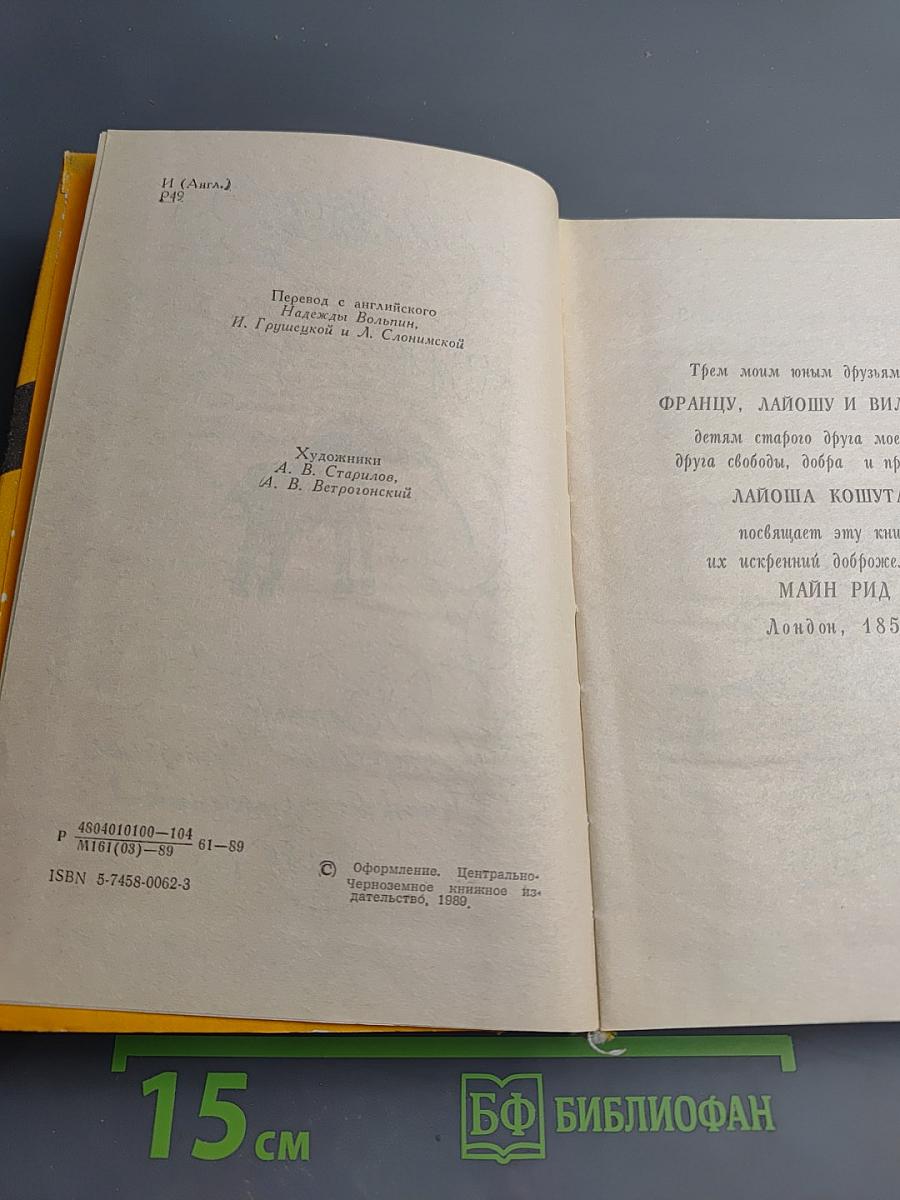 И (Англ.)
Р42
Перевод с английского
Надежды Вольпин,
И. Грушецкой и Л. Слонимской
Художники
А. В. Старилов,
А. В. Ветрогонский
Р 4804010100—104
М161(03)—89 61—89
ISBN 5-7458-0062-3
© Оформление. Центрально-
Черноземное книжное из-
дательство, 1989.
Трем моим юным друзьям
ФРАНЦУ, ЛАЙОШУ И ВИЛ
детям старого друга мое
друга свободы, добра и пр
ЛАЙОША КОШУТА
посвящает эту кни
их искренний доброже
МАЙН РИД
Лондон, 185
15 см
БФ БИБЛИОФАН